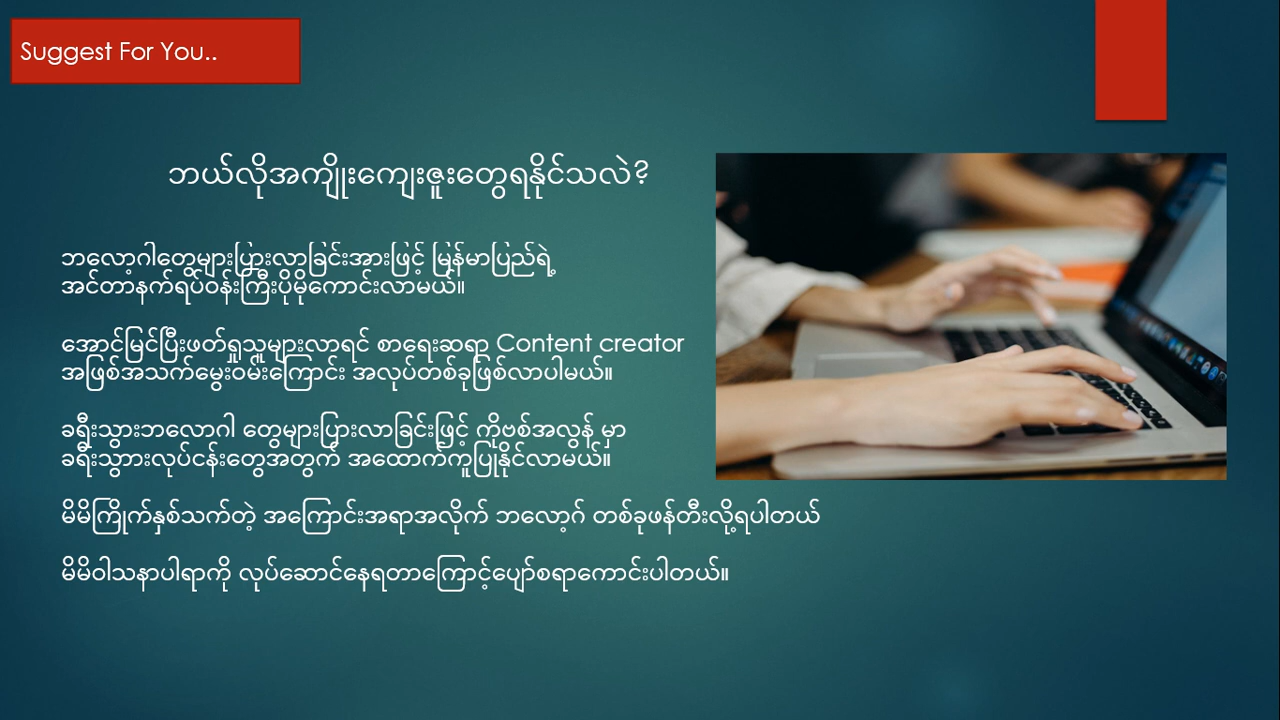 Suggest For You..
ဘယ်လိုအကျိုးကျေးဇူးတွေရနိုင်သလဲ?
ဘလော့ဂါတွေများပြားလာခြင်းအားဖြင့် မြန်မာပြည်ရဲ့
အင်တာနက်ရပ်ဝန်းကြီးပိုမိုကောင်းလာမယ်။
အောင်မြင်ပြီးဖတ်ရှုသူများလာရင် စာရေးဆရာ Content creator
အဖြစ်အသက်မွေးဝမ်းကြောင်း အလုပ်တစ်ခုဖြစ်လာပါမယ်။
ခရီးသွားဘလောဂါ တွေများပြားလာခြင်းဖြင့် ကိုဗစ်အလွန် မှာ
ခရီးသွာားလုပ်ငန်းတွေအတွက် အထောက်ကူပြုနိုင်လာမယ်။
မိမိကြိုက်နှစ်သက်တဲ့ အကြောင်းအရာအလိုက် ဘလော့ဂ် တစ်ခုဖန်တီးလို့ရပါတယ်
မိမိဝါသနာပါရာကို လုပ်ဆောင်နေရတာကြောင့်ပျော်စရာကောင်းပါတယ်။